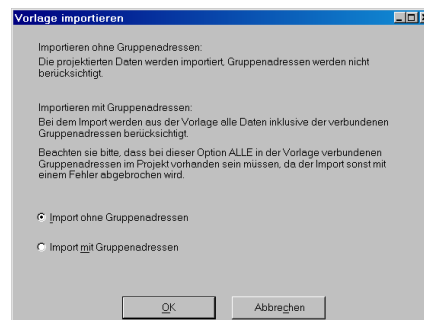 Vorlage importieren
Importieren ohne Gruppenadressen:
Die projektierten Daten werden importiert, Gruppenadressen werden nicht
berücksichtigt.
Importieren mit Gruppenadressen:
Bei dem Import werden aus der Vorlage alle Daten inklusive der verbundenen
Gruppenadressen berücksichtigt.
Beachten sie bitte, dass bei dieser Option ALLE in der Vorlage verbundenen
Gruppenadressen im Projekt vorhanden sein müssen, da der Import sonst mit
einem Fehler abgebrochen wird.
Import ohne Gruppenadressen
Import mit Gruppenadressen
OK
Abbrechen